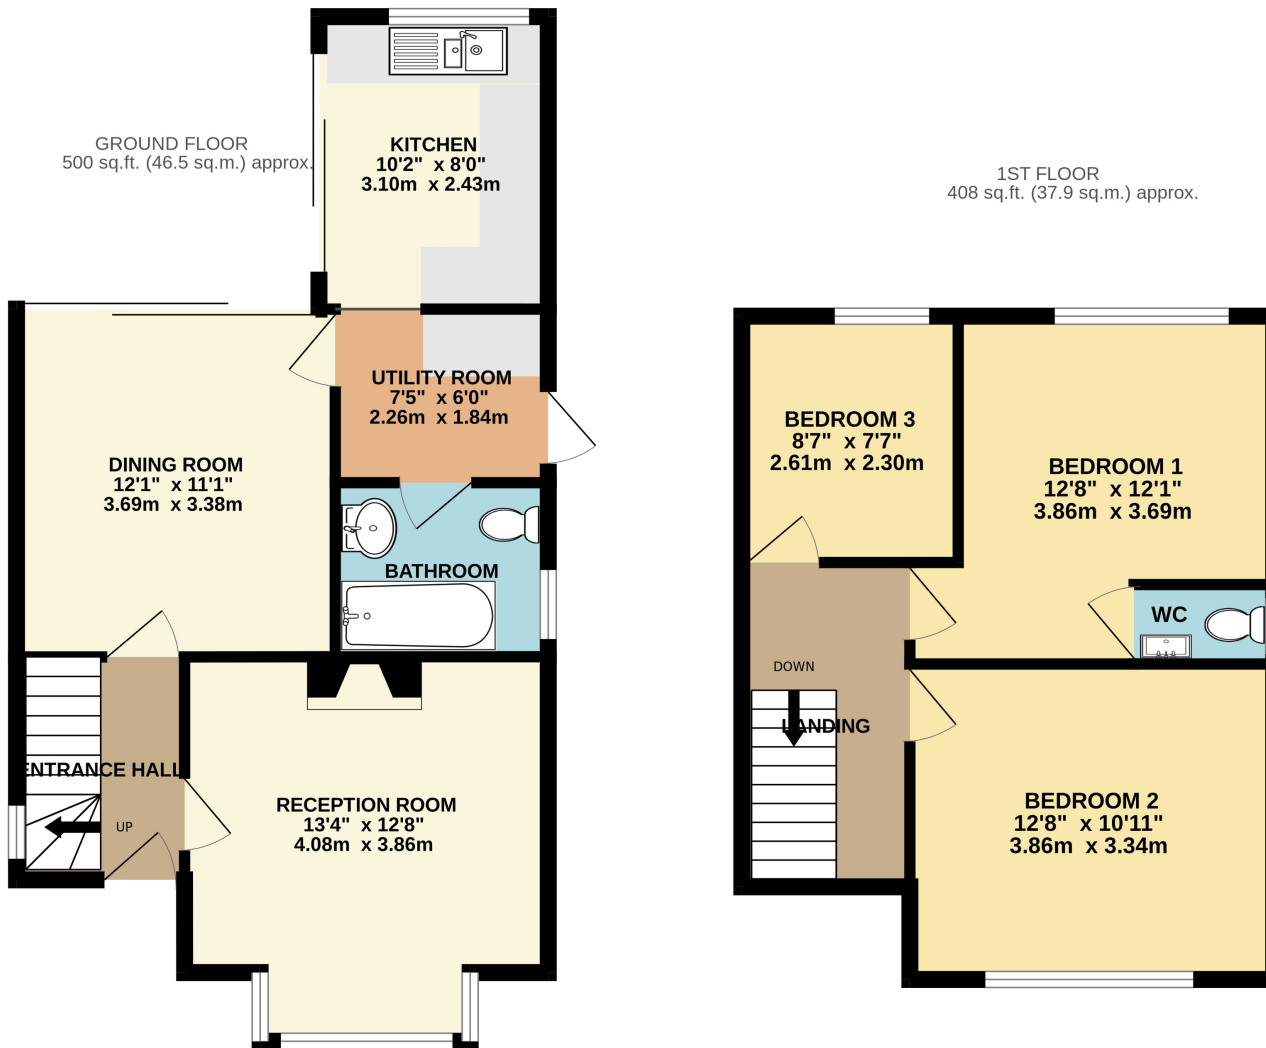 GROUND FLOOR
500 sq.ft. (46.5 sq.m.) approx.
KITCHEN
10'2" x 8'0"
3.10m x 2.43m
UTILITY ROOM
7'5" x 6'0"
2.26m x 1.84m
DINING ROOM
12'1" x 11'1"
3.69m x 3.38m
BATHROOM
ENTRANCE HALL
UP
RECEPTION ROOM
13'4" x 12'8"
4.08m x 3.86m
1ST FLOOR
408 sq.ft. (37.9 sq.m.) approx.
BEDROOM 3
8'7" x 7'7"
2.61m x 2.30m
BEDROOM 1
12'8" x 12'1"
3.86m x 3.69m
WC
DOWN
LANDING
BEDROOM 2
12'8" x 10'11"
3.86m x 3.34m